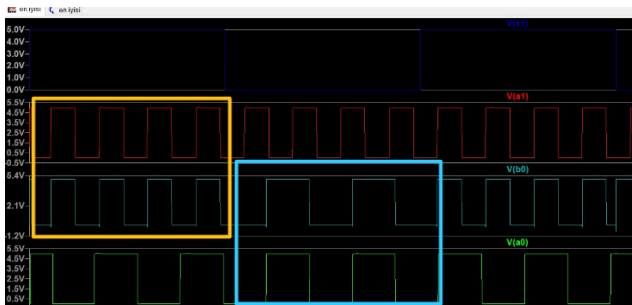 en iyisi en iyisi
V(s1)
5.0V
4.0V
3.0V
2.0V
1.0V
0.0V
V(a1)
5.5V
4.5V
3.5V
2.5V
1.5V
0.5V
-0.5V
V(b0)
5.4V
2.1V
-1.2V
V(a0)
5.5V
4.5V
3.5V
2.5V
1.5V
0.5V